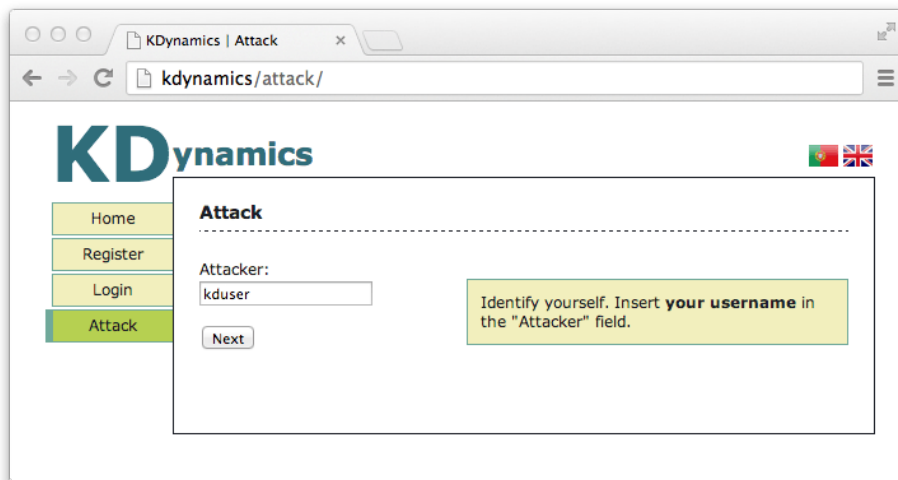 KDynamics | Attack
kdynamics/attack/
KDynamics
Home
Register
Login
Attack
Attack
Attacker:
kduser
Next
Identify yourself. Insert your username in
the "Attacker" field.